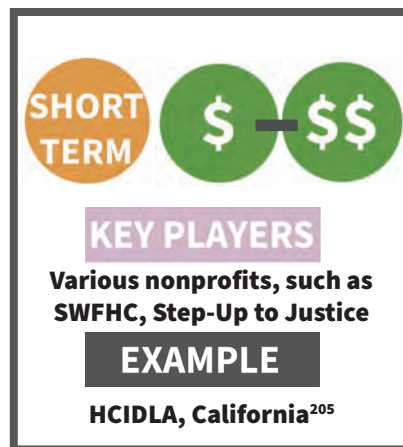 SHORT
TERM
$ - $$
KEY PLAYERS
Various nonprofits, such as
SWFHC, Step-Up to Justice
EXAMPLE
HCIDLA, California²⁰⁵